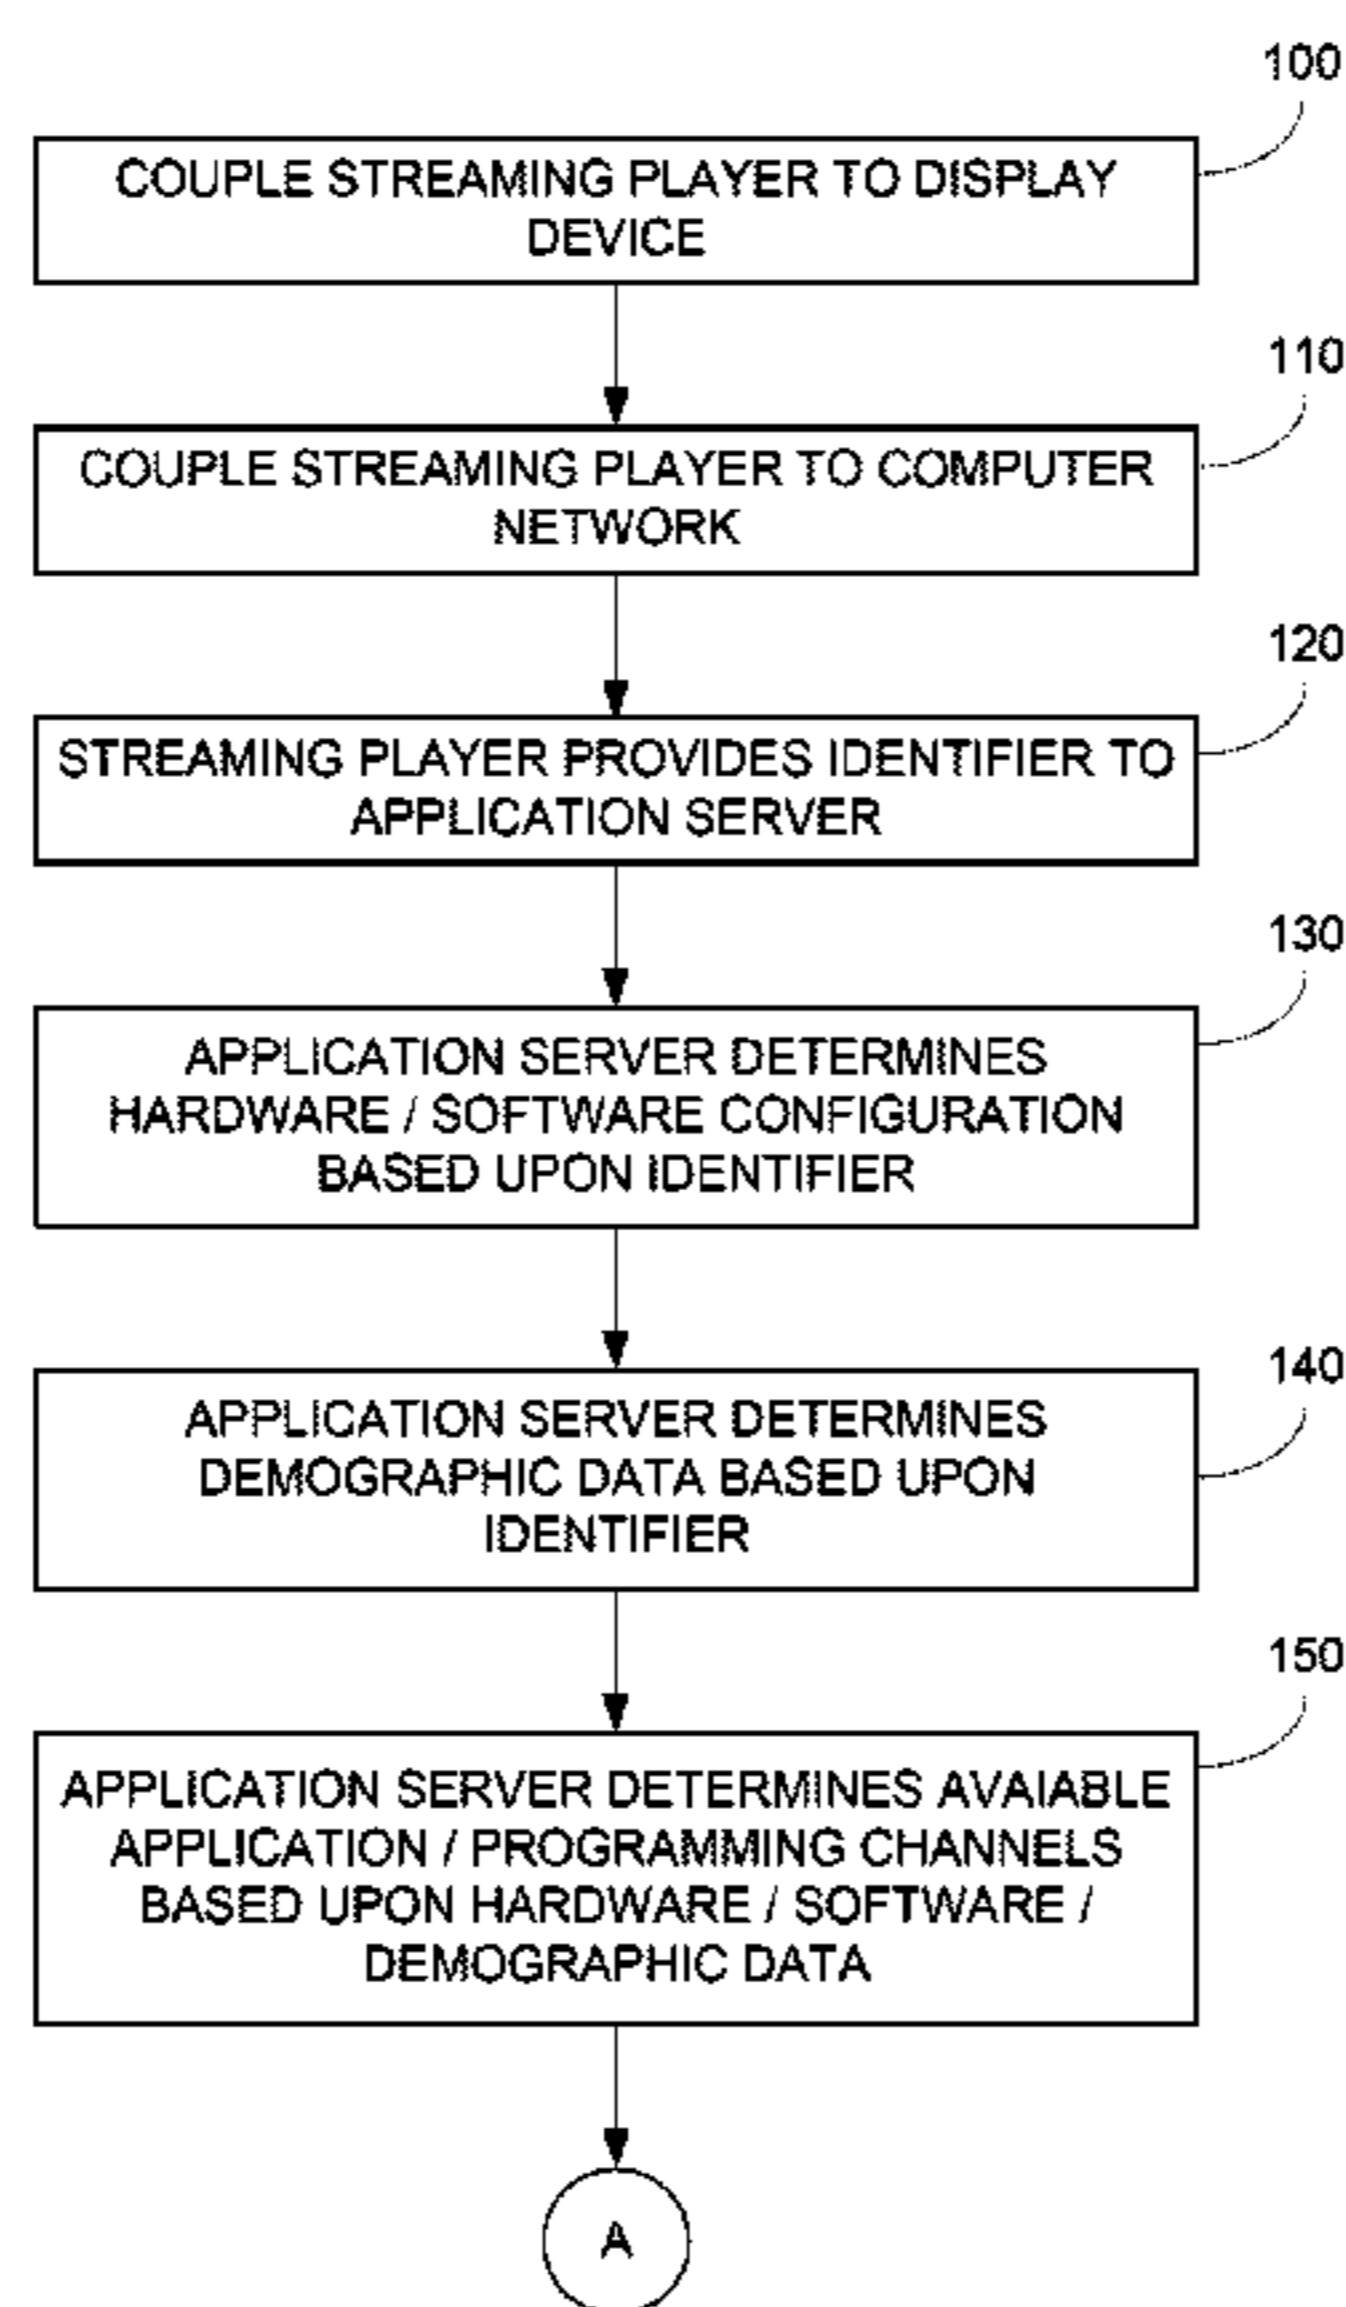 100
COUPLE STREAMING PLAYER TO DISPLAY
DEVICE
110
COUPLE STREAMING PLAYER TO COMPUTER
NETWORK
120
STREAMING PLAYER PROVIDES IDENTIFIER TO
APPLICATION SERVER
130
APPLICATION SERVER DETERMINES
HARDWARE / SOFTWARE CONFIGURATION
BASED UPON IDENTIFIER
140
APPLICATION SERVER DETERMINES
DEMOGRAPHIC DATA BASED UPON
IDENTIFIER
150
APPLICATION SERVER DETERMINES AVAIABLE
APPLICATION / PROGRAMMING CHANNELS
BASED UPON HARDWARE / SOFTWARE /
DEMOGRAPHIC DATA
A